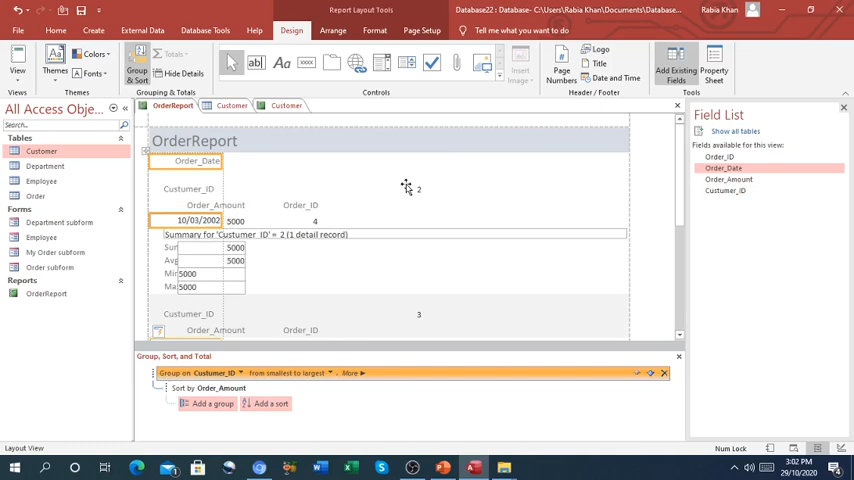 Report Layout Tools
Database22 : Database- C:\Users\Rabia Khan\Documents\Database...
Rabia Khan
File
Home
Create
External Data
Database Tools
Help
Design
Arrange
Format
Page Setup
Tell me what you want to do
View
Themes
Colors
Fonts
Group & Sort
Totals
Hide Details
ab|
Aa
xxxx
Insert Image
Page Numbers
Logo
Title
Date and Time
Add Existing Fields
Property Sheet
Views
Themes
Grouping & Totals
Controls
Header / Footer
Tools
All Access Obje...
Search...
Tables
Customer
Department
Employee
Order
Forms
Department subform
Employee
My Order subform
Order subform
Reports
OrderReport
OrderReport
Customer
Customer
OrderReport
Order_Date
Custumer_ID 2
Order_Amount Order_ID
10/03/2002 5000 4
Summary for 'Custumer_ID' = 2 (1 detail record)
Sur 5000
Avg 5000
Mi 5000
Ma 5000
Custumer_ID 3
Order_Amount Order_ID
Group, Sort, and Total
Group on Custumer_ID from smallest to largest , More
Sort by Order_Amount
Add a group
Add a sort
Field List
Show all tables
Fields available for this view:
Order_ID
Order_Date
Order_Amount
Custumer_ID
Layout View
Num Lock
3:02 PM
29/10/2020
4